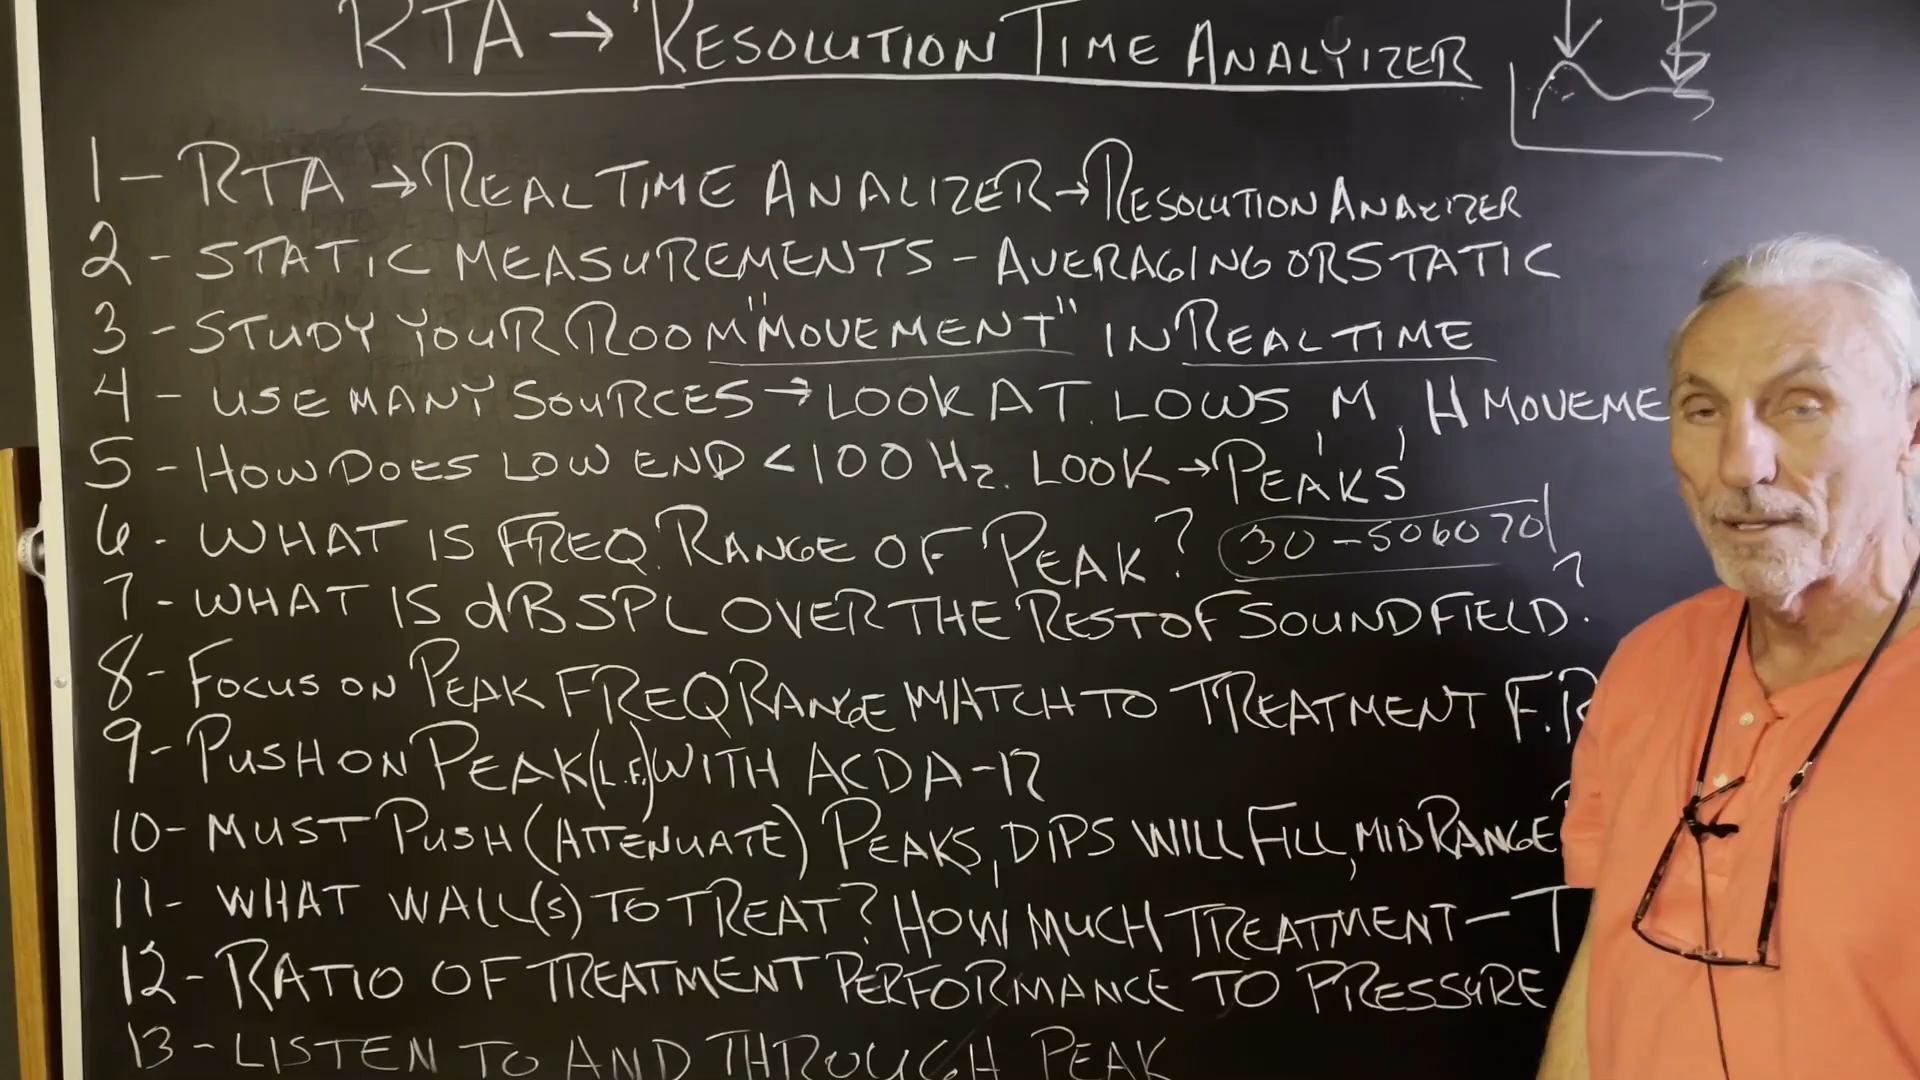 RTA → RESOLUTION TIME ANALYIZER
1 - RTA → REAL TIME ANALIZER → RESOLUTION ANALYIZER
2 - STATIC MEASUREMENTS - AVERAGING OR STATIC
3 - STUDY YOUR ROOM "MOVEMENT" IN REAL TIME
4 - USE MANY SOURCES → LOOK AT LOWS, M, H MOVEME
5 - HOW DOES LOW END < 100 Hz. LOOK → PEAKS
6 - WHAT IS FREQ. RANGE OF PEAK? 30 - 50 60 70
7 - WHAT IS dB SPL OVER THE REST OF SOUND FIELD?
8 - FOCUS ON PEAK FREQ RANGE MATCH TO TREATMENT F.R
9 - PUSH ON PEAK (L.F.) WITH ACDA-12
10 - MUST PUSH (ATTENUATE) PEAKS, DIPS WILL FILL, MIDRANGE
11 - WHAT WALL(S) TO TREAT? HOW MUCH TREATMENT - T
12 - RATIO OF TREATMENT PERFORMANCE TO PRESSURE
13 - LISTEN TO AND THROUGH PEAK